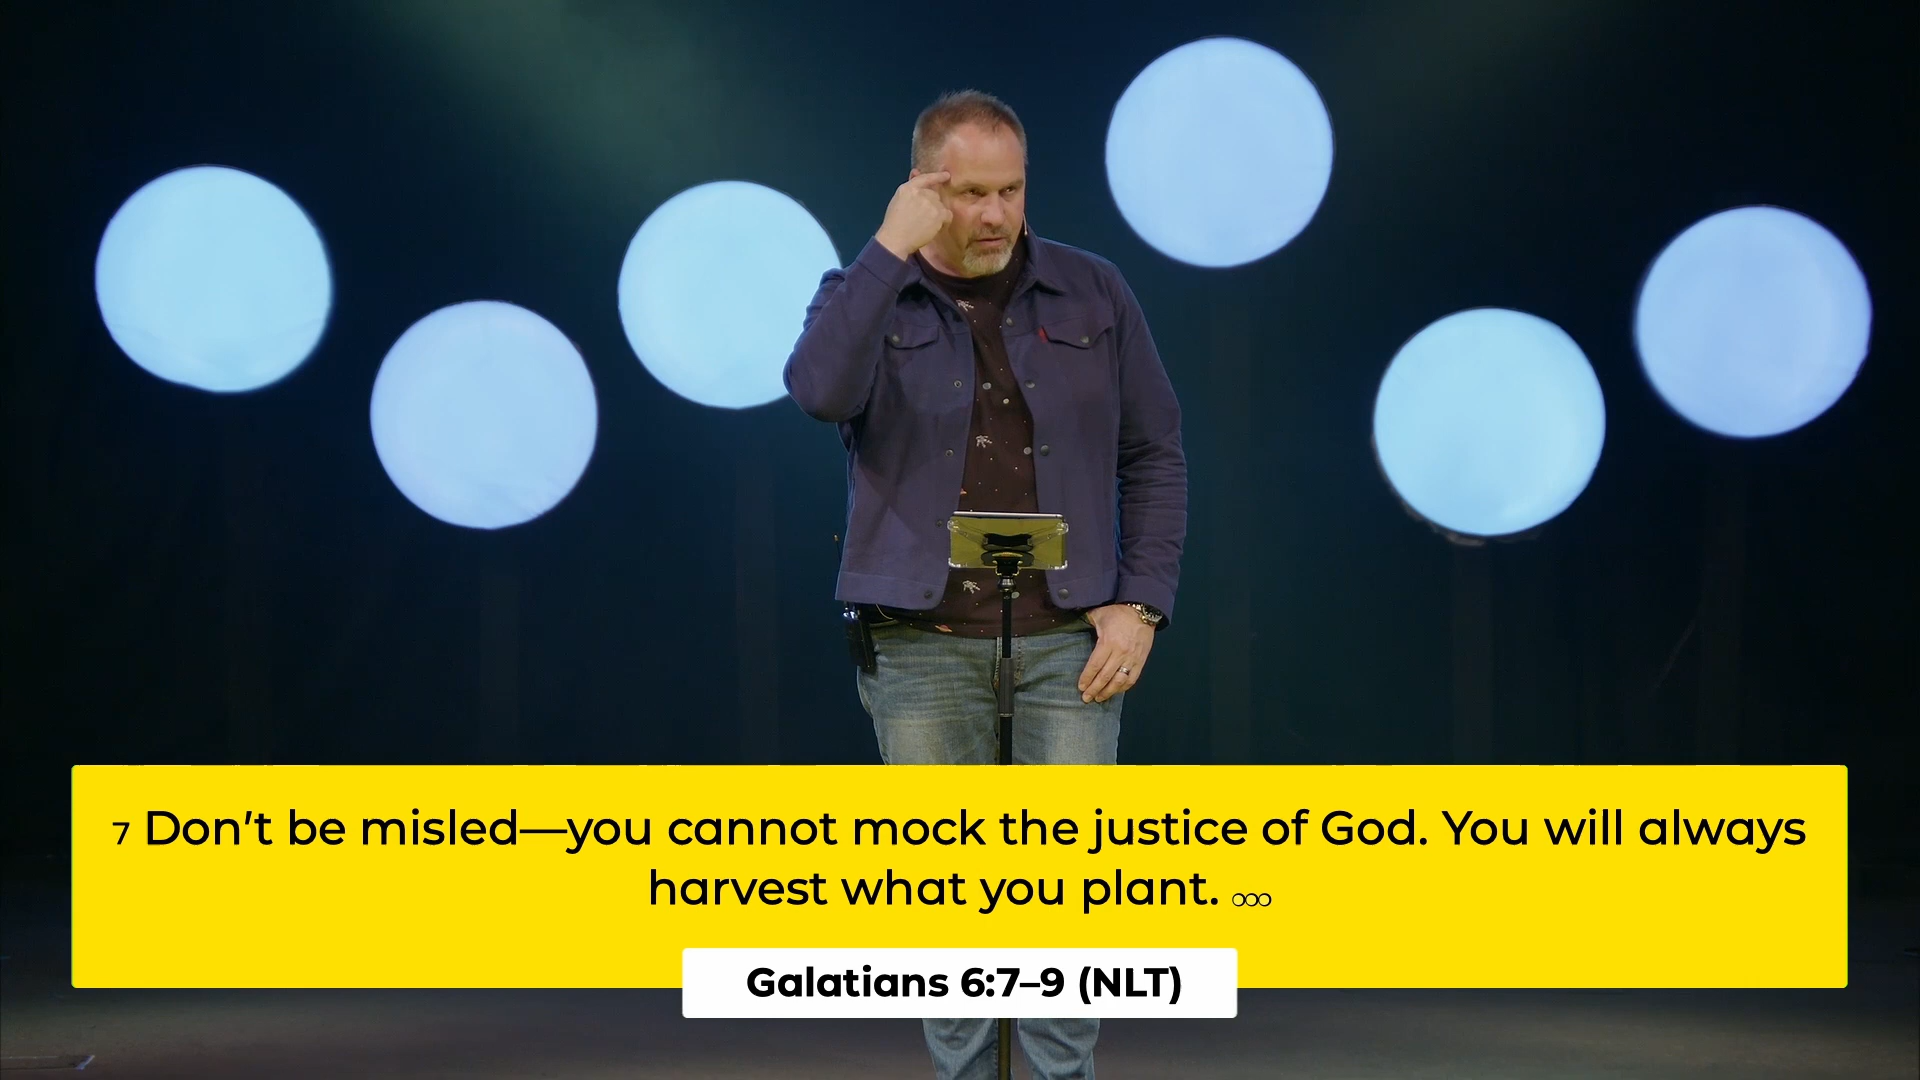 7 Don't be misled—you cannot mock the justice of God. You will always
harvest what you plant. ooo
Galatians 6:7–9 (NLT)